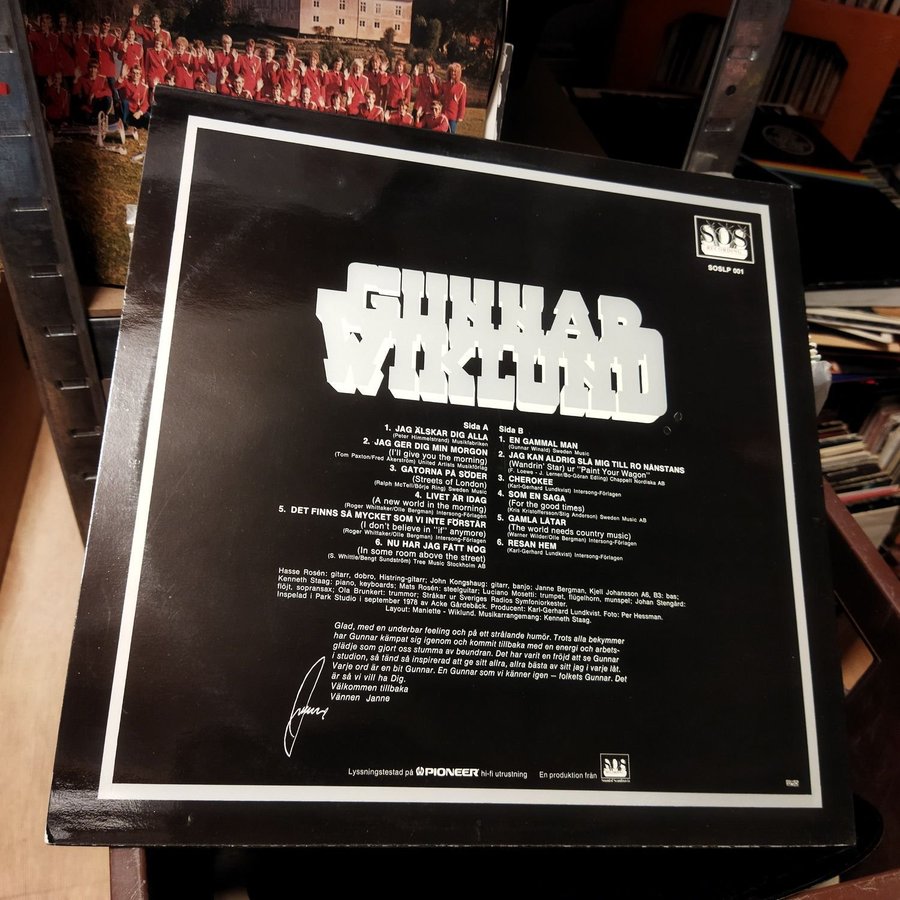 SOS
RECORDING
SOSLP 001
GUNNAR
WIKLUND
Sida A
1. JAG ÄLSKAR DIG ALLA
(Peter Himmelstrand) Musikfabriken
2. JAG GER DIG MIN MORGON
(I'll give you the morning)
(Tom Paxton/Fred Åkerström) United Artists Musikförlag
3. GATORNA PÅ SÖDER
(Streets of London)
(Ralph McTell/Börje Ring) Sweden Music
4. LIVET ÄR IDAG
(A new world in the morning)
(Roger Whittaker/Olle Bergman) Intersong-Förlagen
5. DET FINNS SÅ MYCKET SOM VI INTE FÖRSTÅR
(I don't believe in "if" anymore)
(Roger Whittaker/Olle Bergman) Intersong-Förlagen
6. NU HAR JAG FÅTT NOG
(In some room above the street)
(S. Whittle/Bengt Sundström) Tree Music Stockholm AB
Sida B
1. EN GAMMAL MAN
(Gunnar Winald) Sweden Music
2. JAG KAN ALDRIG SLÅ MIG TILL RO NÅNSTANS
(Wandrin' Star) ur "Paint Your Wagon"
(F. Loewe - J. Lerner/Bo-Göran Edling) Chappell Nordiska AB
3. CHEROKEE
(Karl-Gerhard Lundkvist) Intersong-Förlagen
4. SOM EN SAGA
(For the good times)
(Kris Kristoffersson/Stig Anderson) Sweden Music AB
5. GAMLA LÅTAR
(The world needs country music)
(Warner Wilder/Olle Bergman) Intersong-Förlagen
6. RESAN HEM
(Karl-Gerhard Lundkvist) Intersong-Förlagen
Hasse Rosén: gitarr, dobro, Histring-gitarr; John Kongshaug: gitarr, banjo; Janne Bergman, Kjell Johansson A6, B3: bas;
Kenneth Staag: piano, keyboards; Mats Rosén: steelguitar; Luciano Mosetti: trumpet, flügelhorn, munspel; Johan Stengård:
flöjt, sopransax; Ola Brunkert: trummor; Stråkar ur Sveriges Radios Symfoniorkester.
Inspelad i Park Studio i september 1978 av Acke Gårdebäck. Producent: Karl-Gerhard Lundkvist. Foto: Per Hessman.
Layout: Maniette - Wiklund. Musikarrangemang: Kenneth Staag.
Glad, med en underbar feeling och på ett strålande humör. Trots alla bekymmer
har Gunnar kämpat sig igenom och kommit tillbaka med en energi och arbets-
glädje som gjort oss stumma av beundran. Det har varit en fröjd att se Gunnar
i studion, så tänd så inspirerad att ge sitt allra, allra bästa av sitt jag i varje låt.
Varje ord är en bit Gunnar. En Gunnar som vi känner igen — folkets Gunnar. Det
är så vi vill ha Dig.
Välkommen tillbaka
Vännen Janne
Lyssningstestad på PIONEER hi-fi utrustning
En produktion från SOS